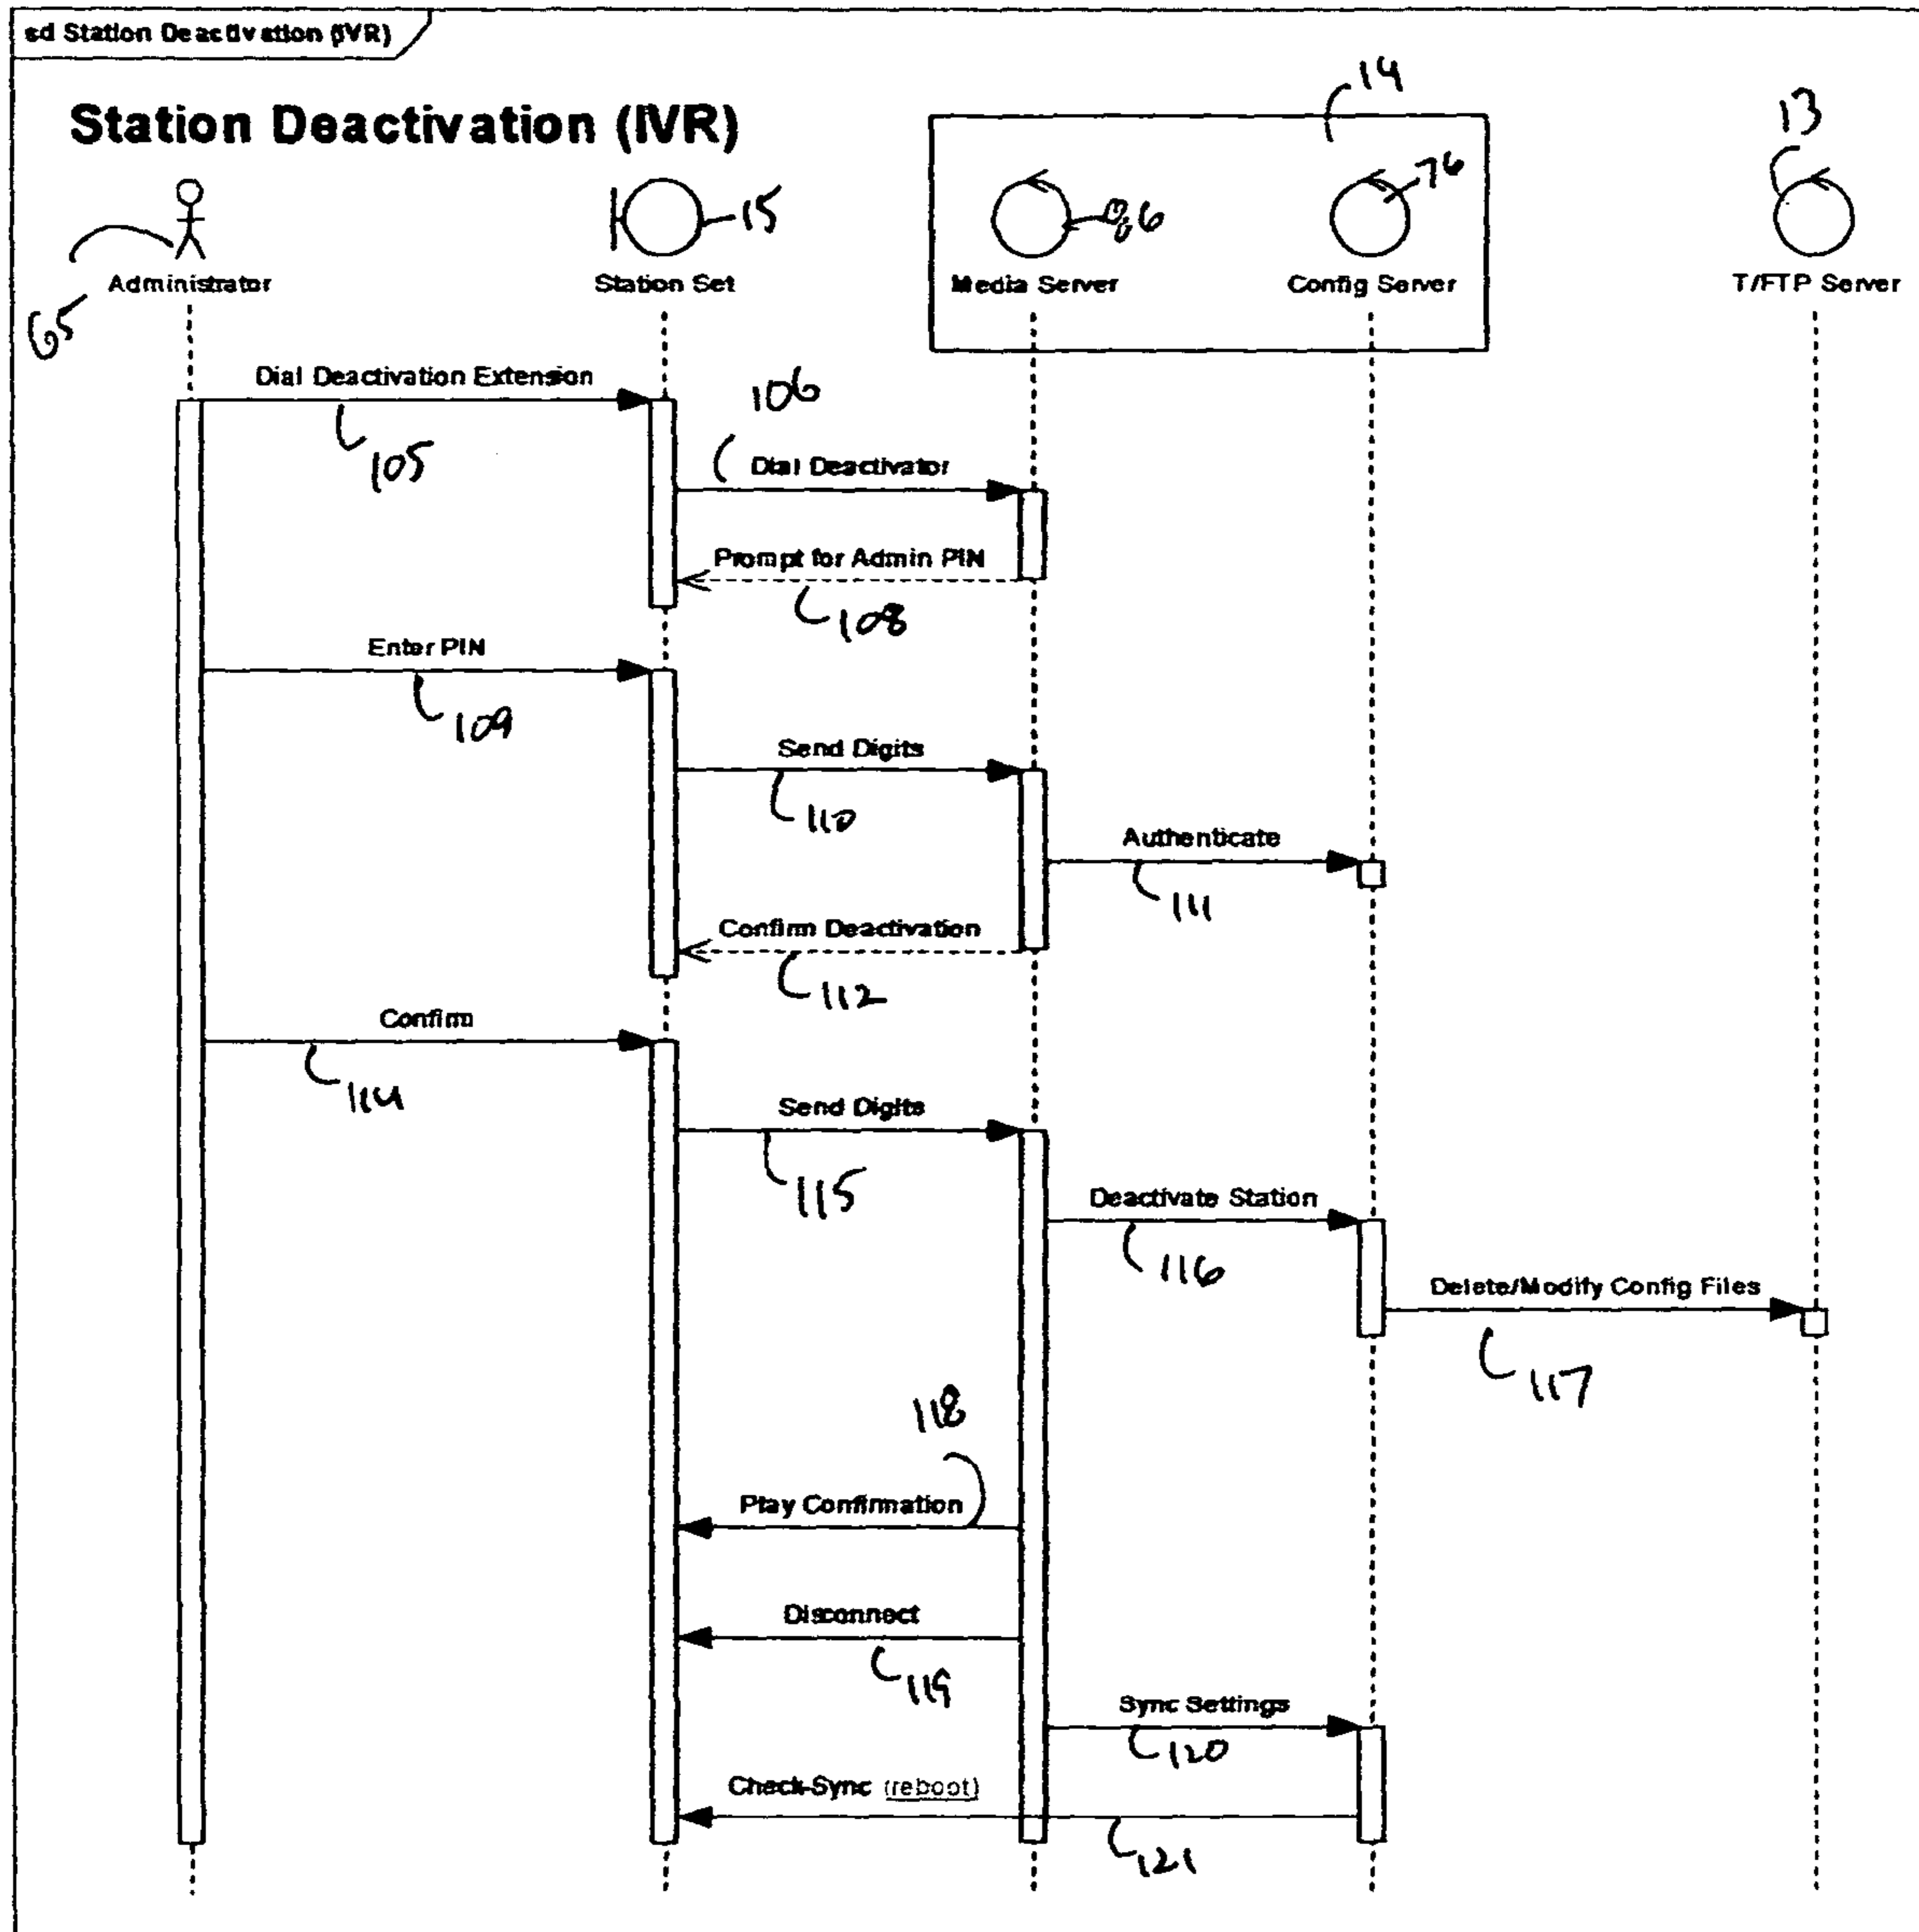 sd Station Deactivation (IVR)
Station Deactivation (IVR)
14
13
76
15
86
Administrator
Station Set
Media Server
Config Server
T/FTP Server
65
Dial Deactivation Extension
106
105
Dial Deactivator
Prompt for Admin PIN
108
Enter PIN
109
Send Digits
110
Authenticate
111
Confirm Deactivation
112
Confirm
114
Send Digits
115
Deactivate Station
116
Delete/Modify Config Files
117
118
Play Confirmation
Disconnect
119
Sync Settings
120
Check-Sync (reboot)
121